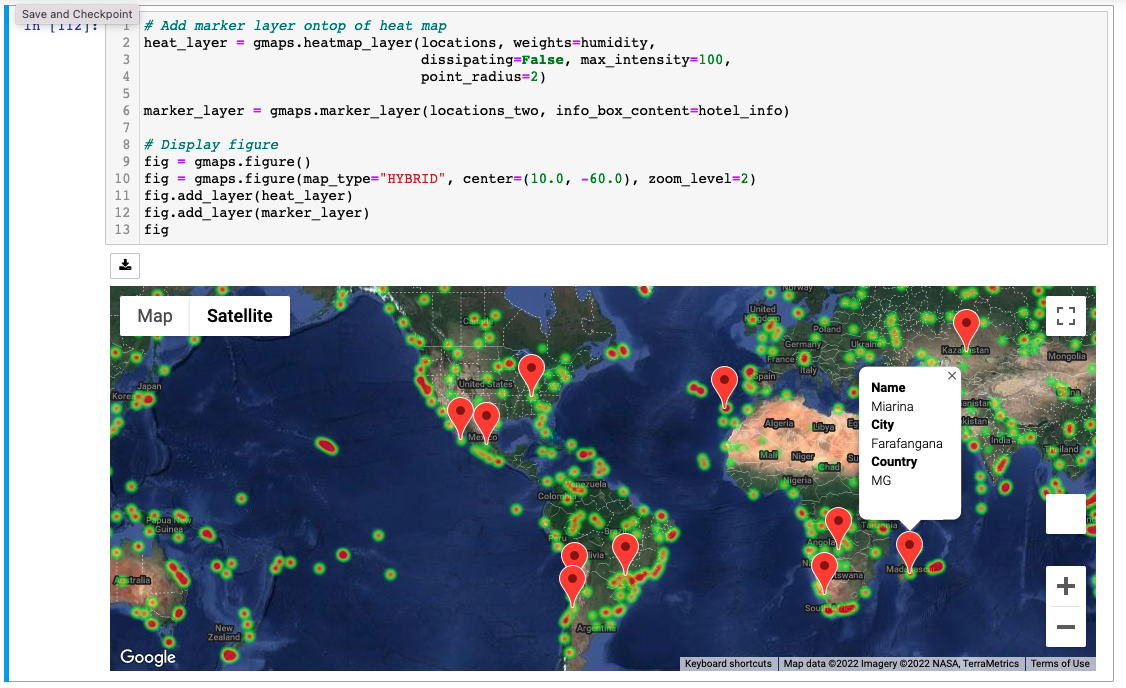 Save and Checkpoint
In [112]:
1 # Add marker layer ontop of heat map
2 heat_layer = gmaps.heatmap_layer(locations, weights=humidity,
3 dissipating=False, max_intensity=100,
4 point_radius=2)
5
6 marker_layer = gmaps.marker_layer(locations_two, info_box_content=hotel_info)
7
8 # Display figure
9 fig = gmaps.figure()
10 fig = gmaps.figure(map_type="HYBRID", center=(10.0, -60.0), zoom_level=2)
11 fig.add_layer(heat_layer)
12 fig.add_layer(marker_layer)
13 fig
Map Satellite
Norway
Canada
United
Kingdom
Poland
Germany
Ukraine
Kazakhstan
Mongolia
France
Italy
Spain
United States
Japan
Korea
China
Name
Miarina
City
Farafangana
Country
MG
Algeria
Libya
Mexico
India
Thailand
Mali
Niger
Chad
Nigeria
Venezuela
Colombia
Papua New
Guinea
Peru
Brazil
Tanzania
Angola
Madagascar
Australia
South Africa
New
Zealand
Argentina
Google
Keyboard shortcuts
Map data ©2022 Imagery ©2022 NASA, TerraMetrics
Terms of Use